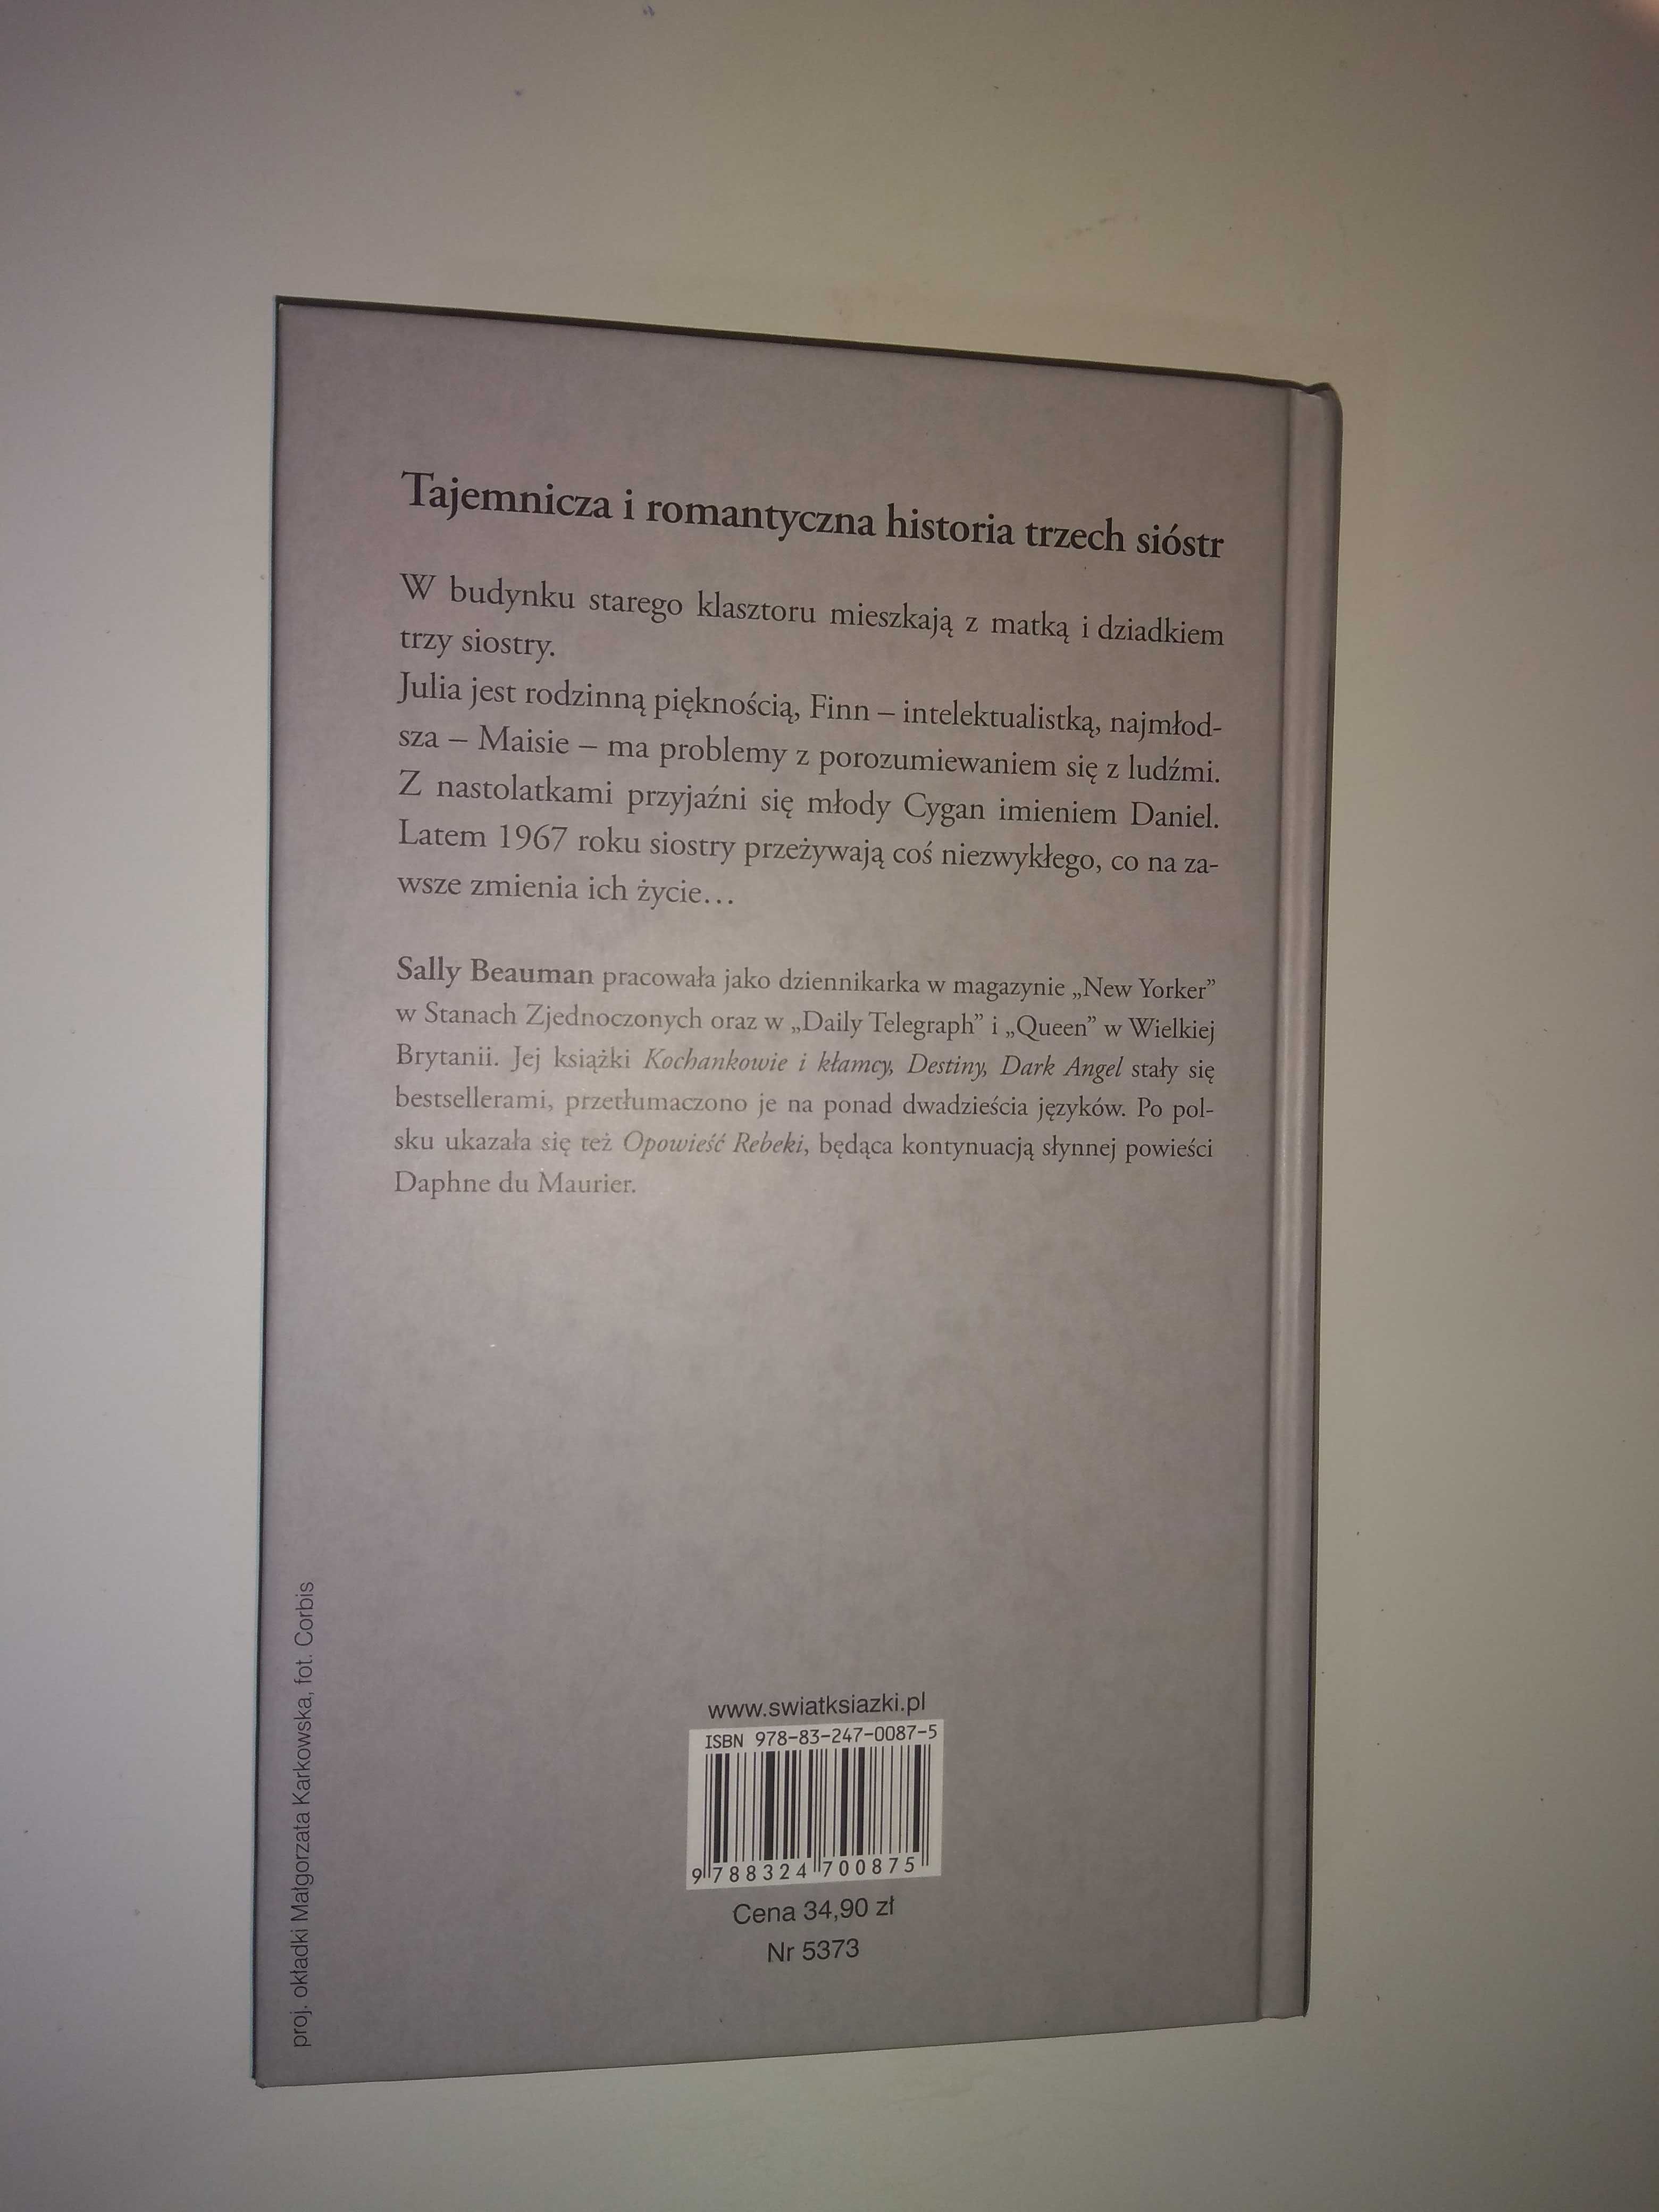 Tajemnicza i romantyczna historia trzech sióstr
W budynku starego klasztoru mieszkają z matką i dziadkiem
trzy siostry.
Julia jest rodzinną pięknością, Finn – intelektualistką, najmłod-
sza – Maisie – ma problemy z porozumiewaniem się z ludźmi.
Z nastolatkami przyjaźni się młody Cygan imieniem Daniel.
Latem 1967 roku siostry przeżywają coś niezwykłego, co na za-
wsze zmienia ich życie…
Sally Beauman pracowała jako dziennikarka w magazynie „New Yorker”
w Stanach Zjednoczonych oraz w „Daily Telegraph” i „Queen” w Wielkiej
Brytanii. Jej książki Kochankowie i kłamcy, Destiny, Dark Angel stały się
bestsellerami, przetłumaczono je na ponad dwadzieścia języków. Po pol-
sku ukazała się też Opowieść Rebeki, będąca kontynuacją słynnej powieści
Daphne du Maurier.
proj. okładki Małgorzata Karkowska, fot. Corbis
www.swiatksiazki.pl
ISBN 978-83-247-0087-5
9 788324 700875
Cena 34,90 zł
Nr 5373